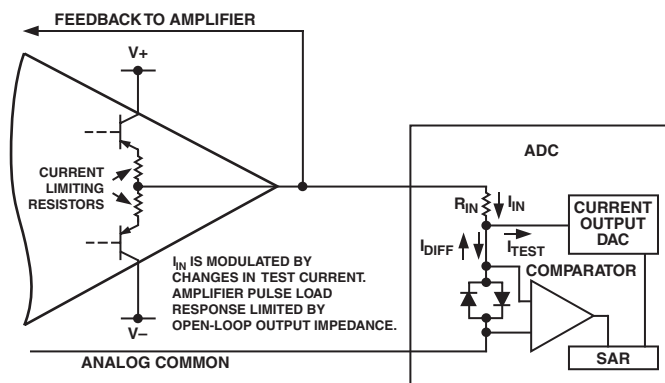 FEEDBACK TO AMPLIFIER
V+
CURRENT
LIMITING
RESISTORS
V–
I_IN IS MODULATED BY
CHANGES IN TEST CURRENT.
AMPLIFIER PULSE LOAD
RESPONSE LIMITED BY
OPEN-LOOP OUTPUT IMPEDANCE.
ANALOG COMMON
ADC
R_IN
I_IN
I_DIFF
I_TEST
CURRENT
OUTPUT
DAC
COMPARATOR
SAR